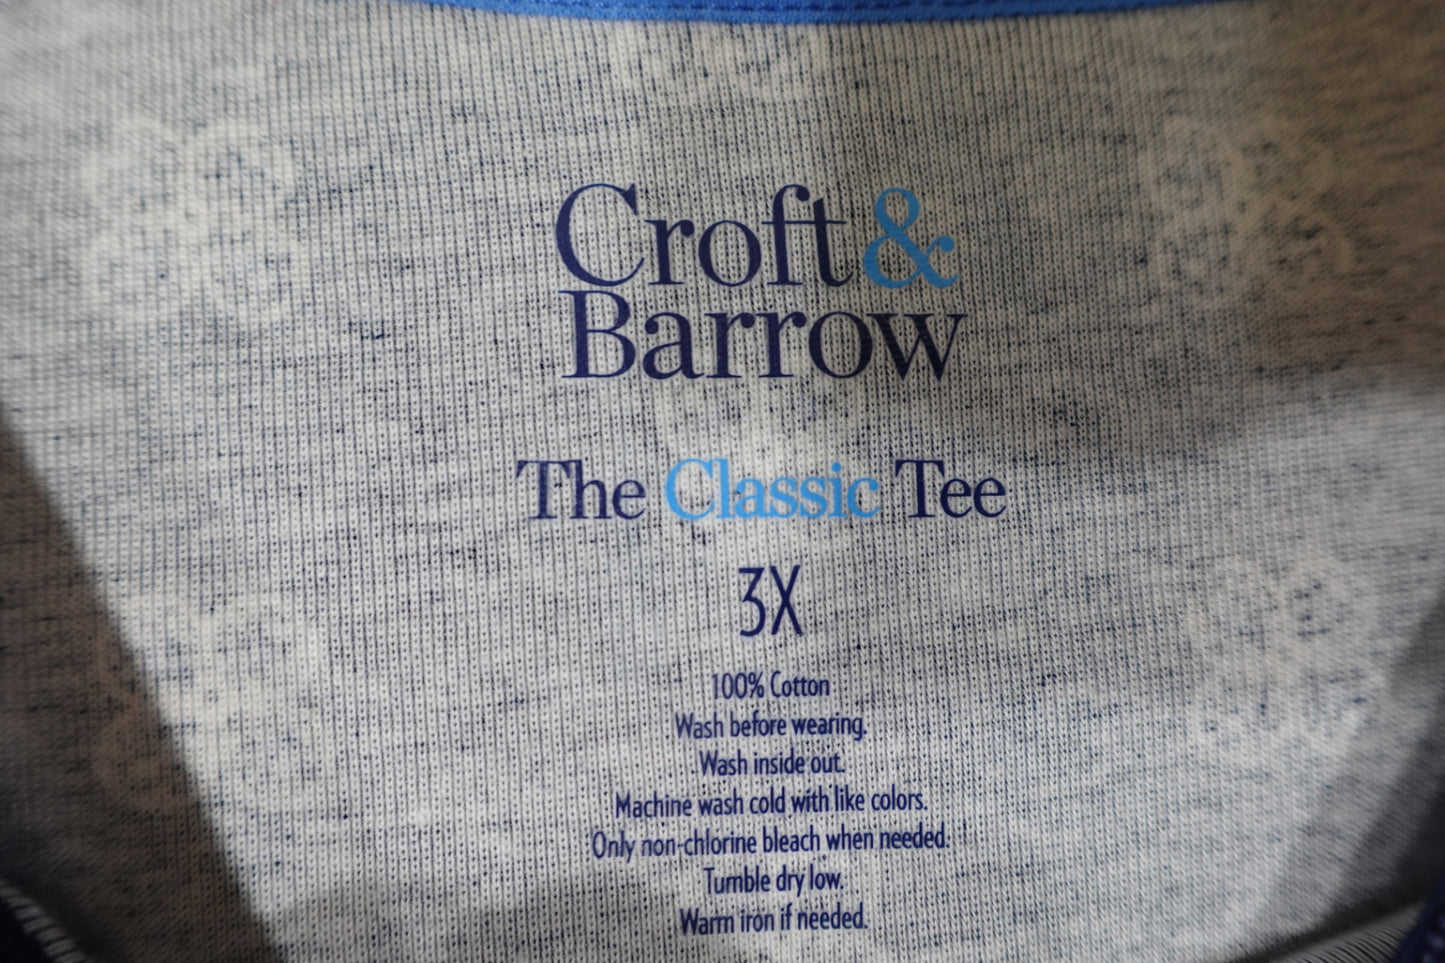 Croft &
Barrow
The Classic Tee
3X
100% Cotton
Wash before wearing.
Wash inside out.
Machine wash cold with like colors.
Only non-chlorine bleach when needed.
Tumble dry low.
Warm iron if needed.